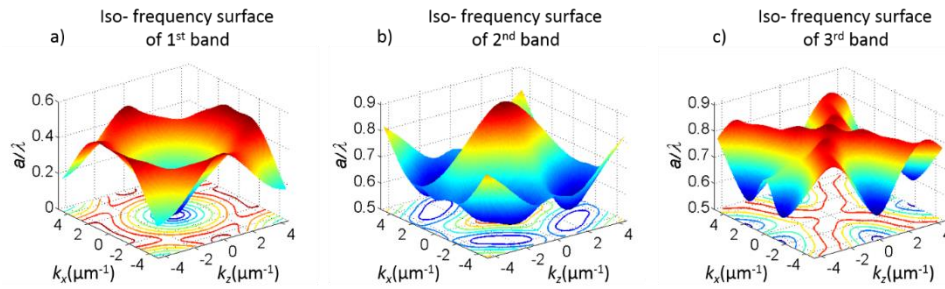 Iso- frequency surface
a) of 1st band
0.6
0.4
0.2
0
a/λ
4
2
0
-2
-4
kx(µm-1)
-4
-2
0
2
4
kz(µm-1)
Iso- frequency surface
b) of 2nd band
0.9
0.8
0.7
0.6
0.5
a/λ
4
2
0
-2
-4
kx(µm-1)
-4
-2
0
2
4
kz(µm-1)
Iso- frequency surface
c) of 3rd band
0.9
0.8
0.7
0.6
0.5
a/λ
4
2
0
-2
-4
kx(µm-1)
-4
-2
0
2
4
kz(µm-1)